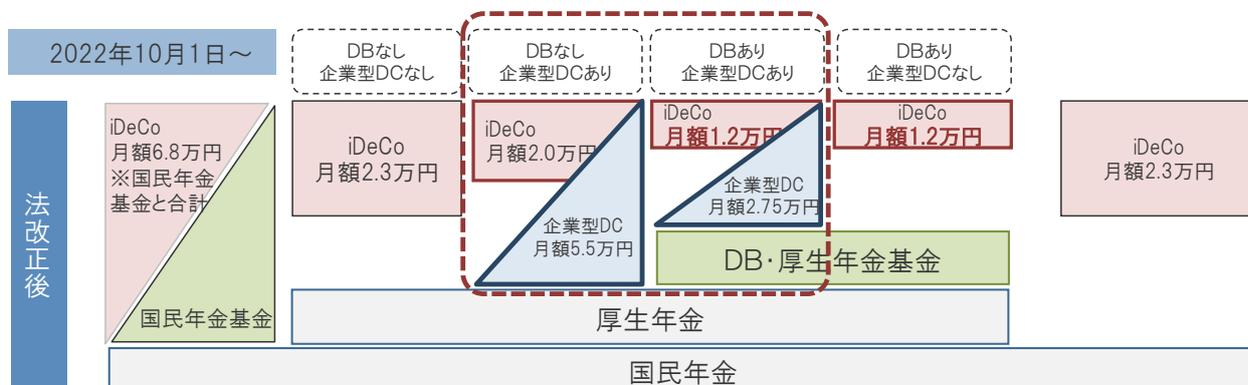 2022年10月1日～
DBなし
企業型DCなし
DBなし
企業型DCあり
DBあり
企業型DCあり
DBあり
企業型DCなし
法改正後
iDeCo
月額6.8万円
※国民年金
基金と合計
国民年金基金
iDeCo
月額2.3万円
iDeCo
月額2.0万円
企業型DC
月額5.5万円
iDeCo
月額1.2万円
企業型DC
月額2.75万円
iDeCo
月額1.2万円
iDeCo
月額2.3万円
DB・厚生年金基金
厚生年金
国民年金